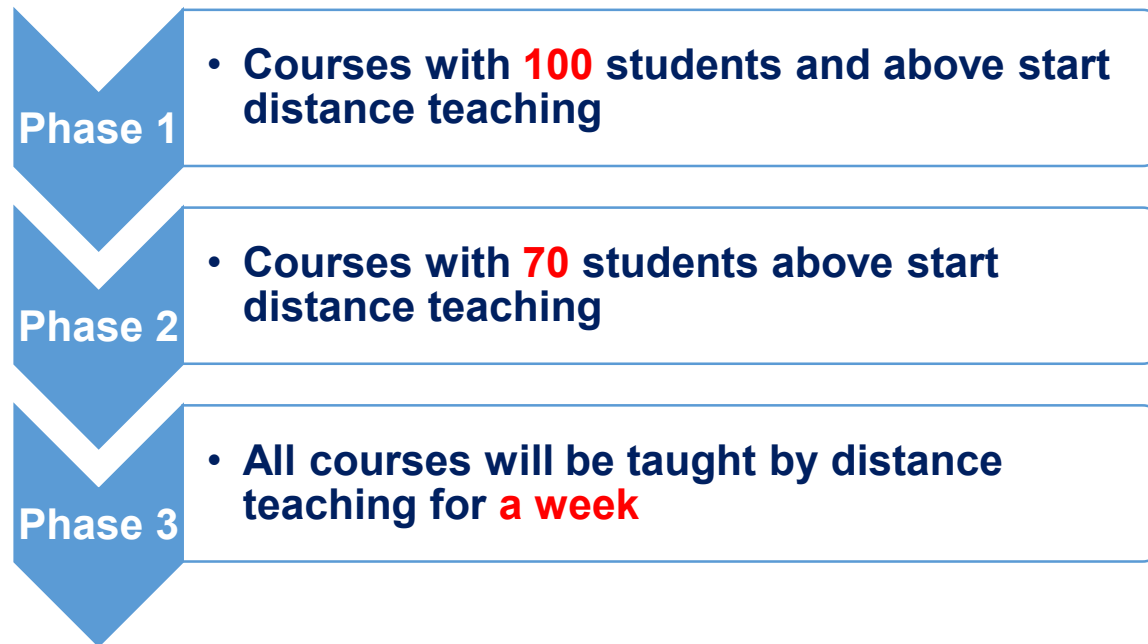 Phase 1
• Courses with 100 students and above start
distance teaching
Phase 2
• Courses with 70 students above start
distance teaching
Phase 3
• All courses will be taught by distance
teaching for a week